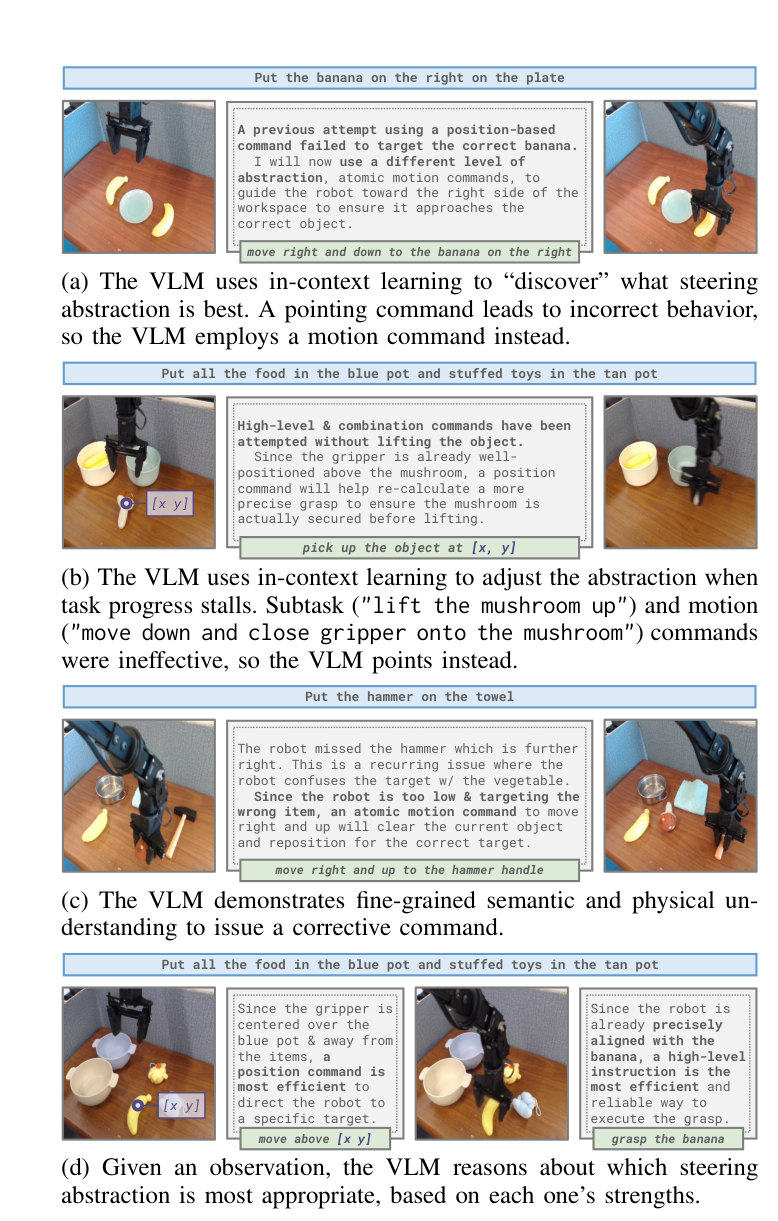 Put the banana on the right on the plate
A previous attempt using a position-based
command failed to target the correct banana.
I will now use a different level of
abstraction, atomic motion commands, to
guide the robot toward the right side of the
workspace to ensure it approaches the
correct object.
move right and down to the banana on the right
(a) The VLM uses in-context learning to “discover” what steering
abstraction is best. A pointing command leads to incorrect behavior,
so the VLM employs a motion command instead.
Put all the food in the blue pot and stuffed toys in the tan pot
[x y]
High-level & combination commands have been
attempted without lifting the object.
Since the gripper is already well-
positioned above the mushroom, a position
command will help re-calculate a more
precise grasp to ensure the mushroom is
actually secured before lifting.
pick up the object at [x, y]
(b) The VLM uses in-context learning to adjust the abstraction when
task progress stalls. Subtask ("lift the mushroom up") and motion
("move down and close gripper onto the mushroom") commands
were ineffective, so the VLM points instead.
Put the hammer on the towel
The robot missed the hammer which is further
right. This is a recurring issue where the
robot confuses the target w/ the vegetable.
Since the robot is too low & targeting the
wrong item, an atomic motion command to move
right and up will clear the current object
and reposition for the correct target.
move right and up to the hammer handle
(c) The VLM demonstrates fine-grained semantic and physical un-
derstanding to issue a corrective command.
Put all the food in the blue pot and stuffed toys in the tan pot
[x y]
Since the gripper is
centered over the
blue pot & away from
the items, a
position command is
most efficient to
direct the robot to
a specific target.
move above [x y]
Since the robot is
already precisely
aligned with the
banana, a high-level
instruction is the
most efficient and
reliable way to
execute the grasp.
grasp the banana
(d) Given an observation, the VLM reasons about which steering
abstraction is most appropriate, based on each one’s strengths.